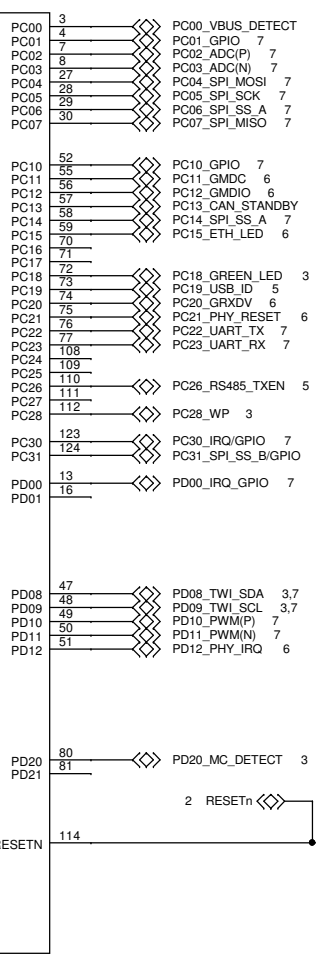 PC00 3 PC00_VBUS_DETECT
PC01 4 PC01_GPIO 7
PC02 7 PC02_ADC(P) 7
PC03 8 PC03_ADC(N) 7
PC04 27 PC04_SPI_MOSI 7
PC05 28 PC05_SPI_SCK 7
PC06 29 PC06_SPI_SS_A 7
PC07 30 PC07_SPI_MISO 7
PC10 52 PC10_GPIO 7
PC11 55 PC11_GMDC 6
PC12 56 PC12_GMDIO 6
PC13 57 PC13_CAN_STANDBY
PC14 58 PC14_SPI_SS_A 7
PC15 59 PC15_ETH_LED 6
PC16 70
PC17 71
PC18 72 PC18_GREEN_LED 3
PC19 73 PC19_USB_ID 5
PC20 74 PC20_GRXDV 6
PC21 75 PC21_PHY_RESET 6
PC22 76 PC22_UART_TX 7
PC23 77 PC23_UART_RX 7
PC24 108
PC25 109
PC26 110 PC26_RS485_TXEN 5
PC27 111
PC28 112 PC28_WP 3
PC30 123 PC30_IRQ/GPIO 7
PC31 124 PC31_SPI_SS_B/GPIO
PD00 13 PD00_IRQ_GPIO 7
PD01 16
PD08 47 PD08_TWI_SDA 3,7
PD09 48 PD09_TWI_SCL 3,7
PD10 49 PD10_PWM(P) 7
PD11 50 PD11_PWM(N) 7
PD12 51 PD12_PHY_IRQ 6
PD20 80 PD20_MC_DETECT 3
PD21 81
2 RESETn
ESETN 114